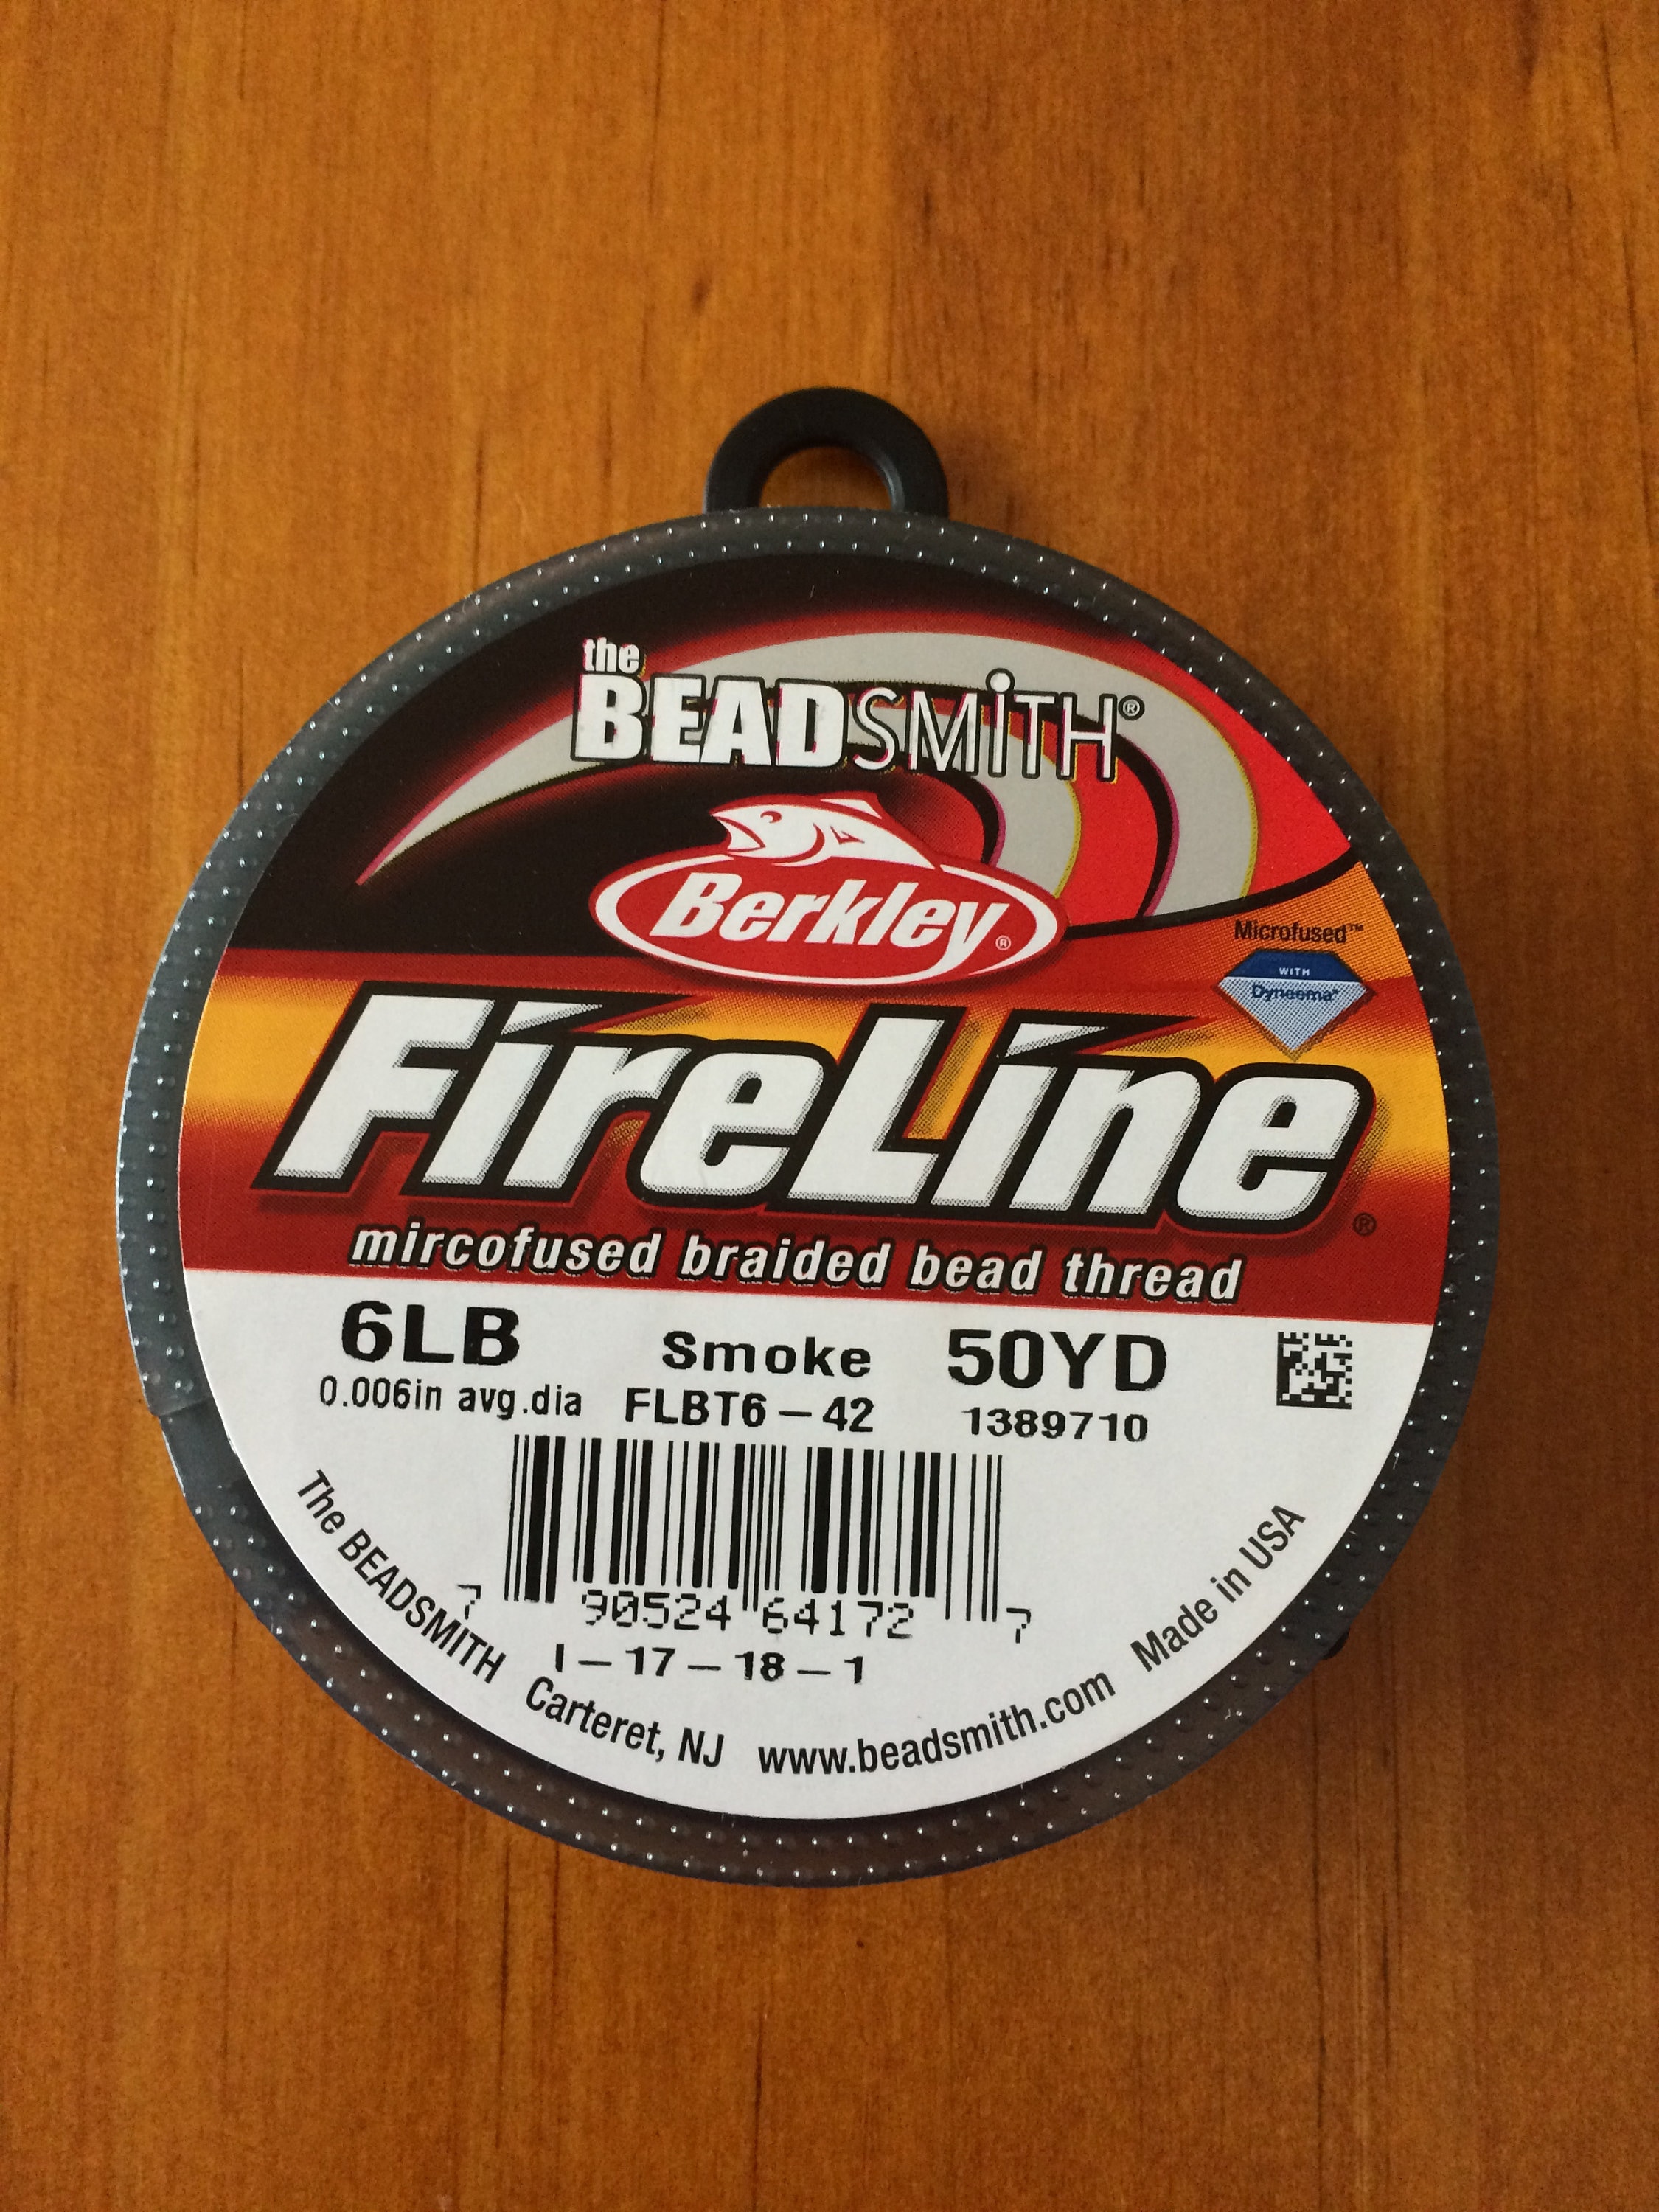 the
BEADSMITH®
Berkley®
Microfused™
WITH
Dyneema®
FireLine®
mircofused braided bead thread
6LB Smoke 50YD
0.006in avg.dia FLBT6-42 1389710
7 90524 64172 7
1-17-18-1
The BEADSMITH Carteret, NJ www.beadsmith.com Made in USA